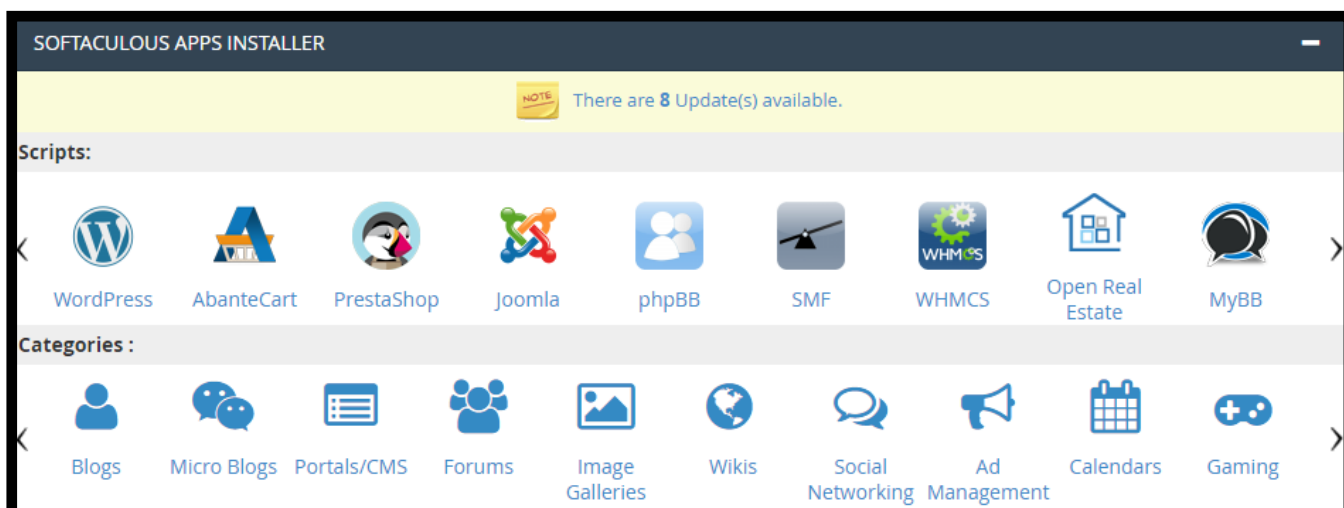 SOFTACULOUS APPS INSTALLER
NOTE There are 8 Update(s) available.
Scripts:
WHMCS
WordPress AbanteCart PrestaShop Joomla phpBB SMF WHMCS Open Real Estate MyBB
Categories :
Blogs Micro Blogs Portals/CMS Forums Image Galleries Wikis Social Networking Ad Management Calendars Gaming